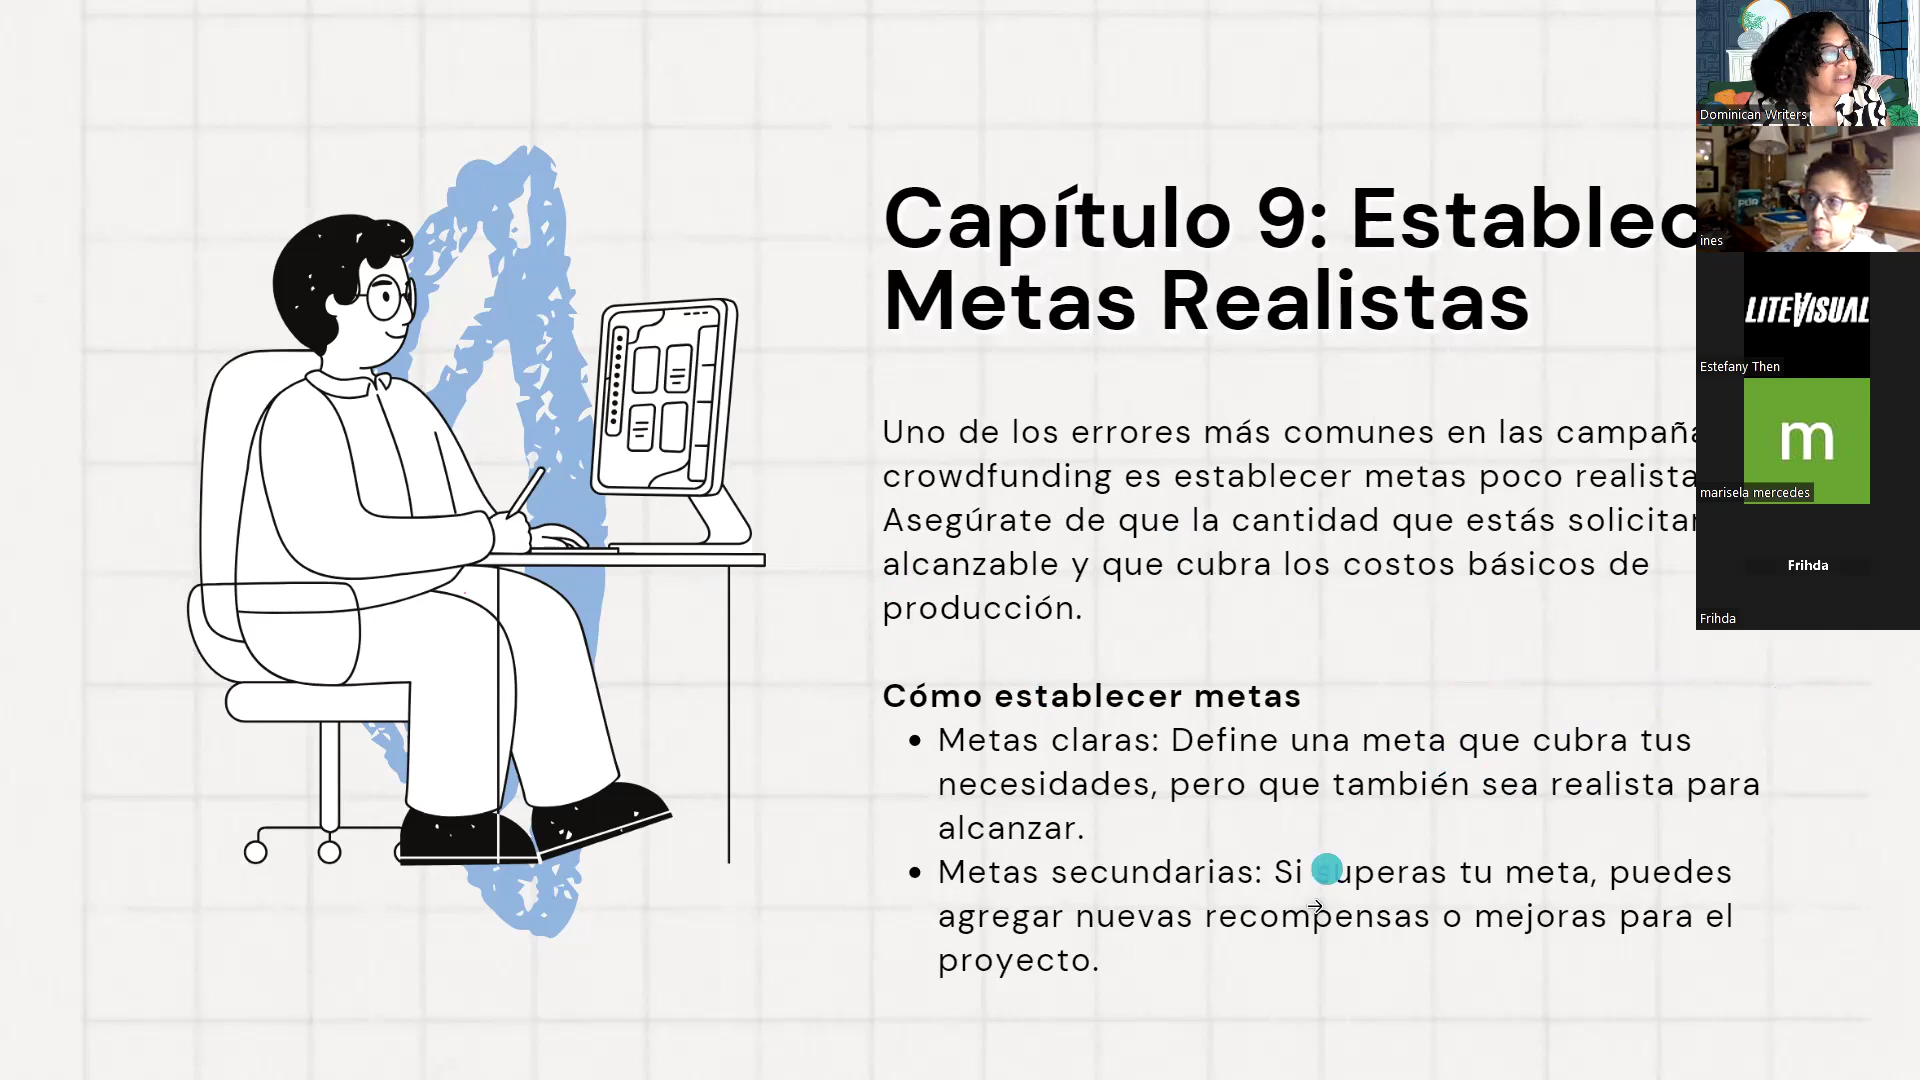 Capítulo 9: Establec
Metas Realistas
Uno de los errores más comunes en las campaña
crowdfunding es establecer metas poco realista
Asegúrate de que la cantidad que estás solicita
alcanzable y que cubra los costos básicos de
producción.
Cómo establecer metas
• Metas claras: Define una meta que cubra tus
necesidades, pero que también sea realista para
alcanzar.
• Metas secundarias: Si superas tu meta, puedes
agregar nuevas recompensas o mejoras para el
proyecto.
Dominican Writers
ines
LITEVISUAL
Estefany Then
m
marisela mercedes
Frihda
Frihda